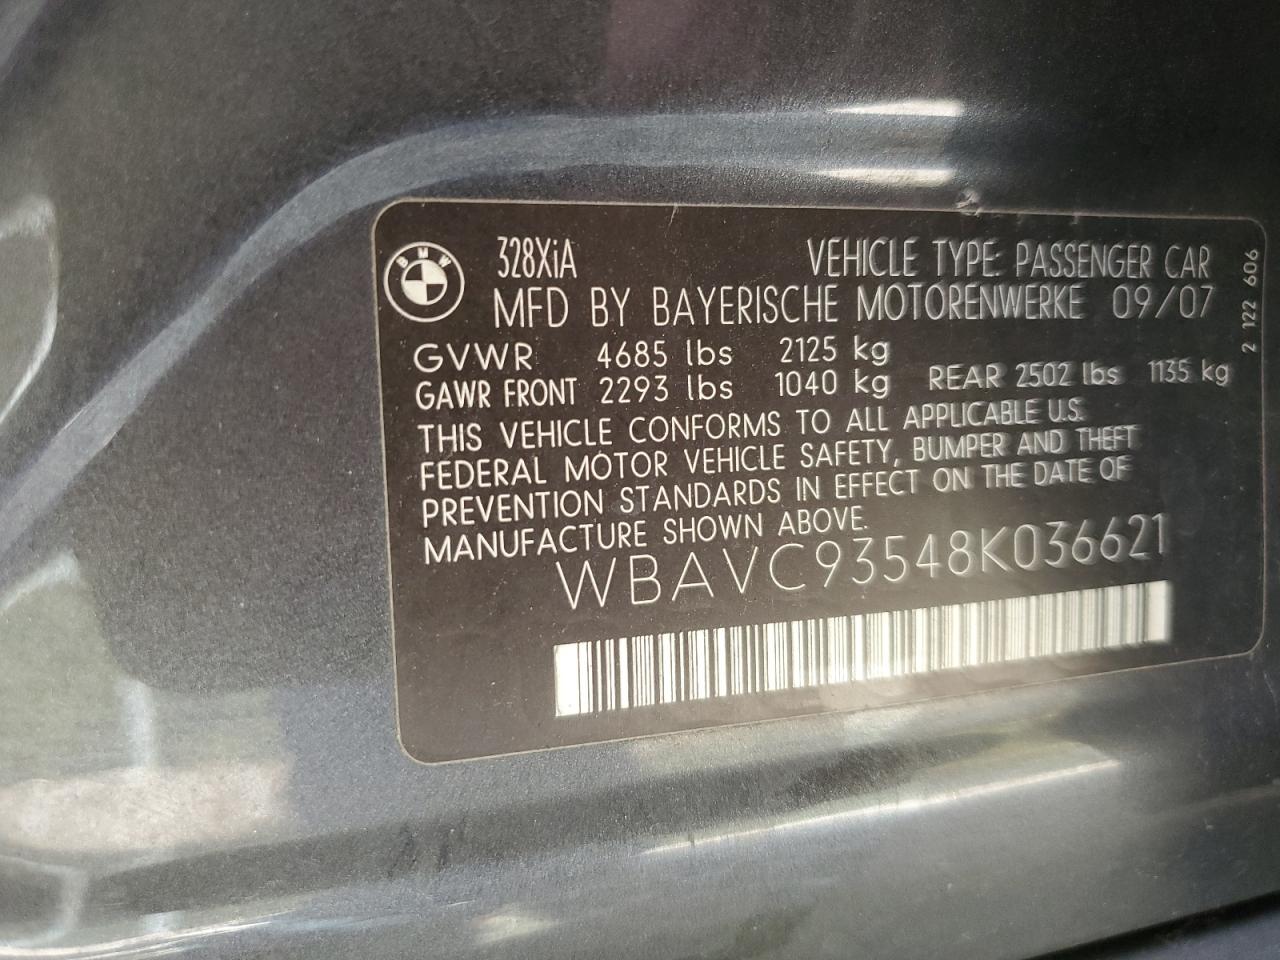 BMW
328XiA VEHICLE TYPE: PASSENGER CAR
MFD BY BAYERISCHE MOTORENWERKE 09/07
GVWR 4685 lbs 2125 kg
GAWR FRONT 2293 lbs 1040 kg REAR 2502 lbs 1135 kg
THIS VEHICLE CONFORMS TO ALL APPLICABLE U.S.
FEDERAL MOTOR VEHICLE SAFETY, BUMPER AND THEFT
PREVENTION STANDARDS IN EFFECT ON THE DATE OF
MANUFACTURE SHOWN ABOVE.
WBAVC93548K036621
2 122 606